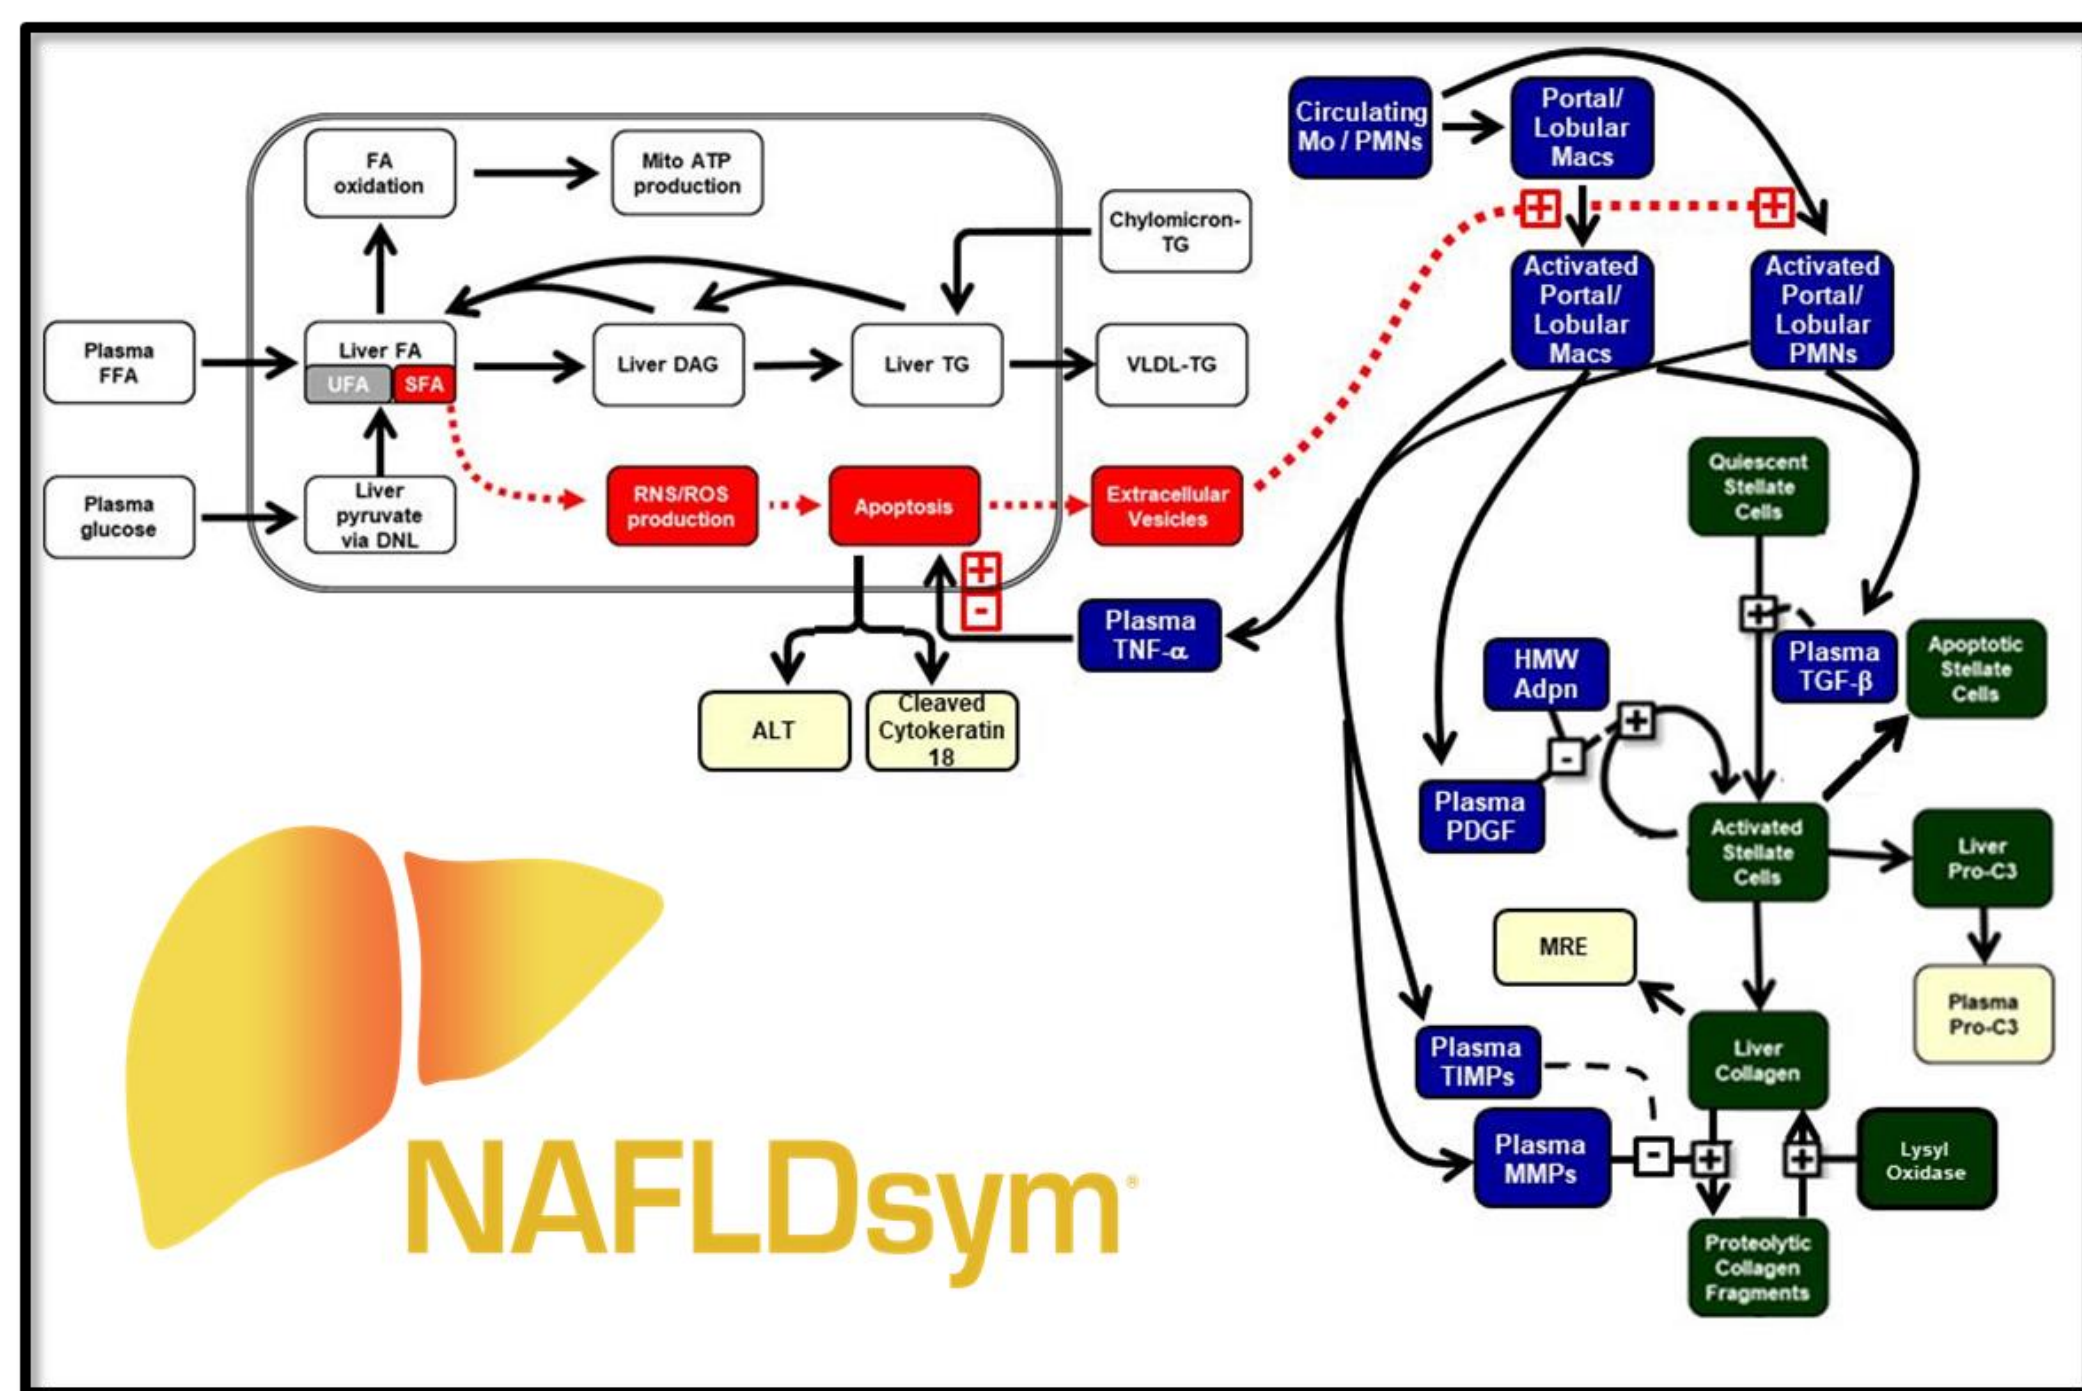 FA
oxidation
Mito ATP
production
Chylomicron-
TG
Plasma
FFA
Liver FA
UFA
SFA
Liver DAG
Liver TG
VLDL-TG
Plasma
glucose
Liver
pyruvate
via DNL
RNS/ROS
production
Apoptosis
Extracellular
Vesicles
+
-
Plasma
TNF-α
ALT
Cleaved
Cytokeratin
18
Circulating
Mo / PMNs
Portal/
Lobular
Macs
+
+
Activated
Portal/
Lobular
Macs
Activated
Portal/
Lobular
PMNs
Quiescent
Stellate
Cells
+
Plasma
TGF-β
Apoptotic
Stellate
Cells
HMW
Adpn
+
-
Plasma
PDGF
Activated
Stellate
Cells
Liver
Pro-C3
MRE
Plasma
Pro-C3
Plasma
TIMPs
Liver
Collagen
Plasma
MMPs
-
+
+
Lysyl
Oxidase
Proteolytic
Collagen
Fragments
NAFLDsym®